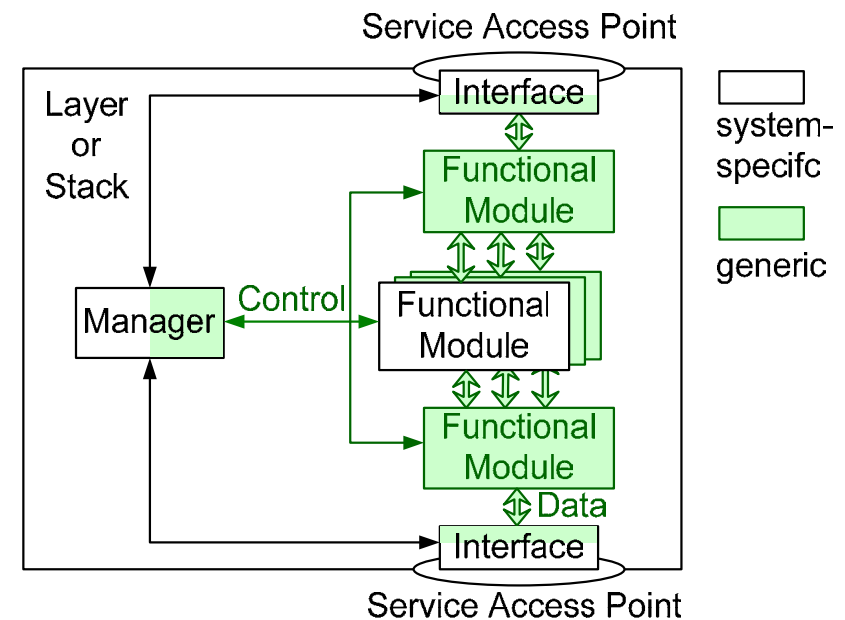 Service Access Point
Layer
or
Stack
Interface
system-
specifc
Functional
Module
generic
Control
Manager
Functional
Module
Functional
Module
Data
Interface
Service Access Point